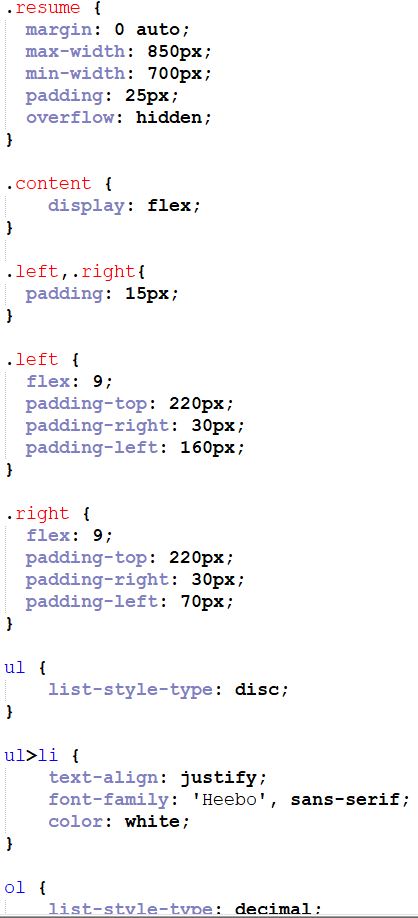 .resume {
margin: 0 auto;
max-width: 850px;
min-width: 700px;
padding: 25px;
overflow: hidden;
}
.content {
display: flex;
}
.left,.right{
padding: 15px;
}
.left {
flex: 9;
padding-top: 220px;
padding-right: 30px;
padding-left: 160px;
}
.right {
flex: 9;
padding-top: 220px;
padding-right: 30px;
padding-left: 70px;
}
ul {
list-style-type: disc;
}
ul>li {
text-align: justify;
font-family: 'Heebo', sans-serif;
color: white;
}
ol {
list-style-type: decimal;